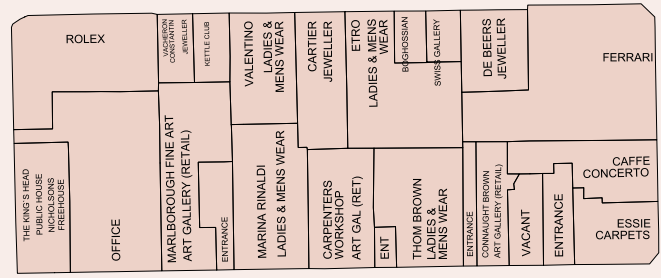 ROLEX
VACHERON
CONSTANTIN
JEWELLER
KETTLE CLUB
VALENTINO
LADIES &
MENS WEAR
CARTIER
JEWELLER
ETRO
LADIES & MENS
WEAR
BOGHOSSIAN
SWISS GALLERY
DE BEERS
JEWELLER
FERRARI
THE KING'S HEAD
PUBLIC HOUSE
NICHOLSONS
FREEHOUSE
OFFICE
MARLBOROUGH FINE ART
ART GALLERY (RETAIL)
ENTRANCE
MARINA RINALDI
LADIES & MENS WEAR
CARPENTERS
WORKSHOP
ART GAL (RET)
ENT
THOM BROWN
LADIES &
MENS WEAR
ENTRANCE
CONNAUGHT BROWN
ART GALLERY (RETAIL)
VACANT
ENTRANCE
CAFFE
CONCERTO
ESSIE
CARPETS